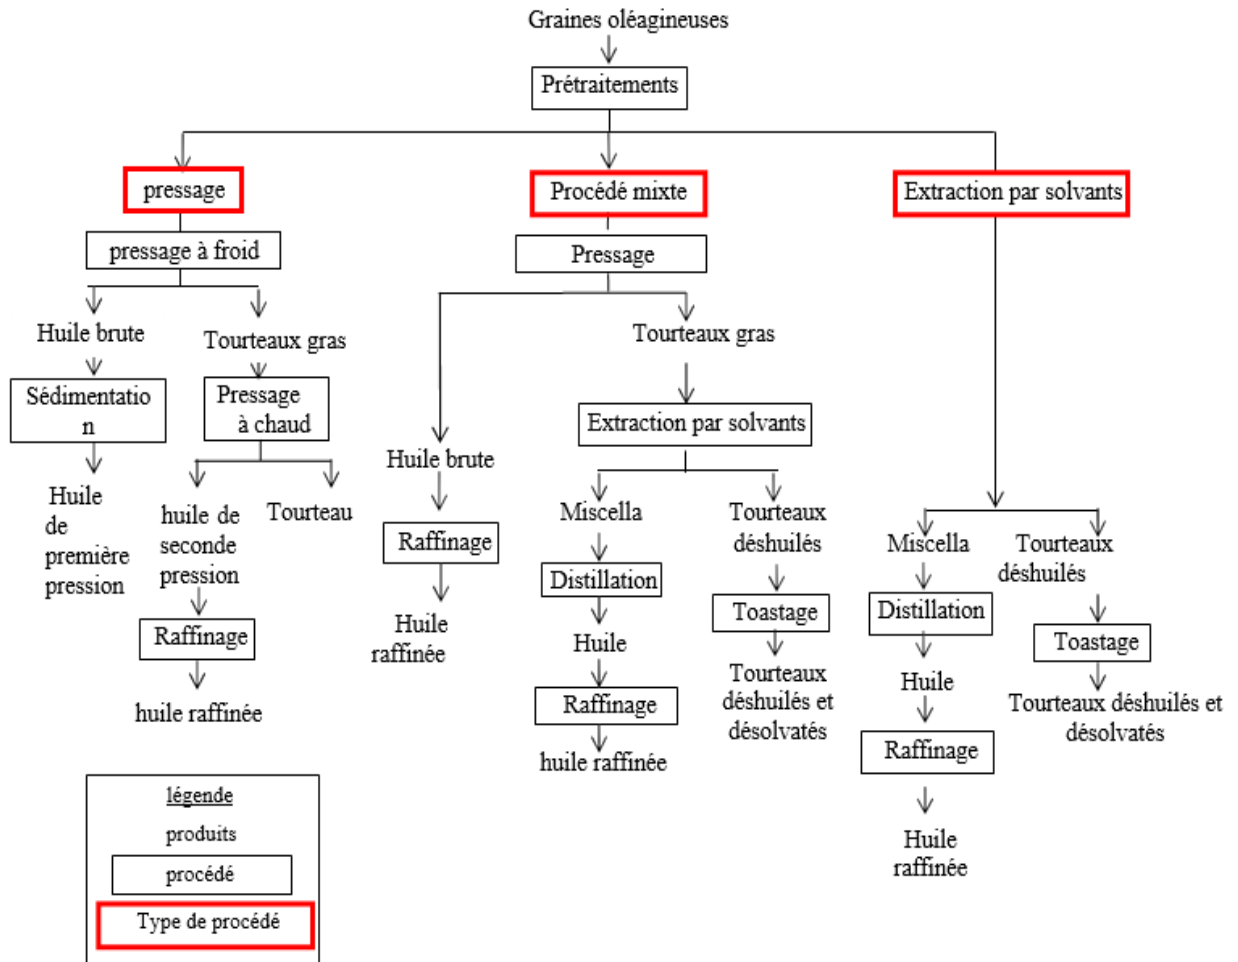 Graines oléagineuses
Prétraitements
pressage
Procédé mixte
Extraction par solvants
pressage à froid
Pressage
Huile brute
Tourteaux gras
Tourteaux gras
Sédimentatio
n
Pressage
à chaud
Extraction par solvants
Huile brute
Huile
de
première
pression
huile de
seconde
pression
Tourteau
Raffinage
Miscella
Tourteaux
déshuilés
Miscella
Tourteaux
déshuilés
Distillation
Toastage
Distillation
Toastage
Raffinage
Huile
raffinée
Huile
Tourteaux
déshuilés et
désolvatés
Huile
Tourteaux déshuilés et
désolvatés
huile raffinée
Raffinage
Raffinage
huile raffinée
Huile
raffinée
légende
produits
procédé
Type de procédé